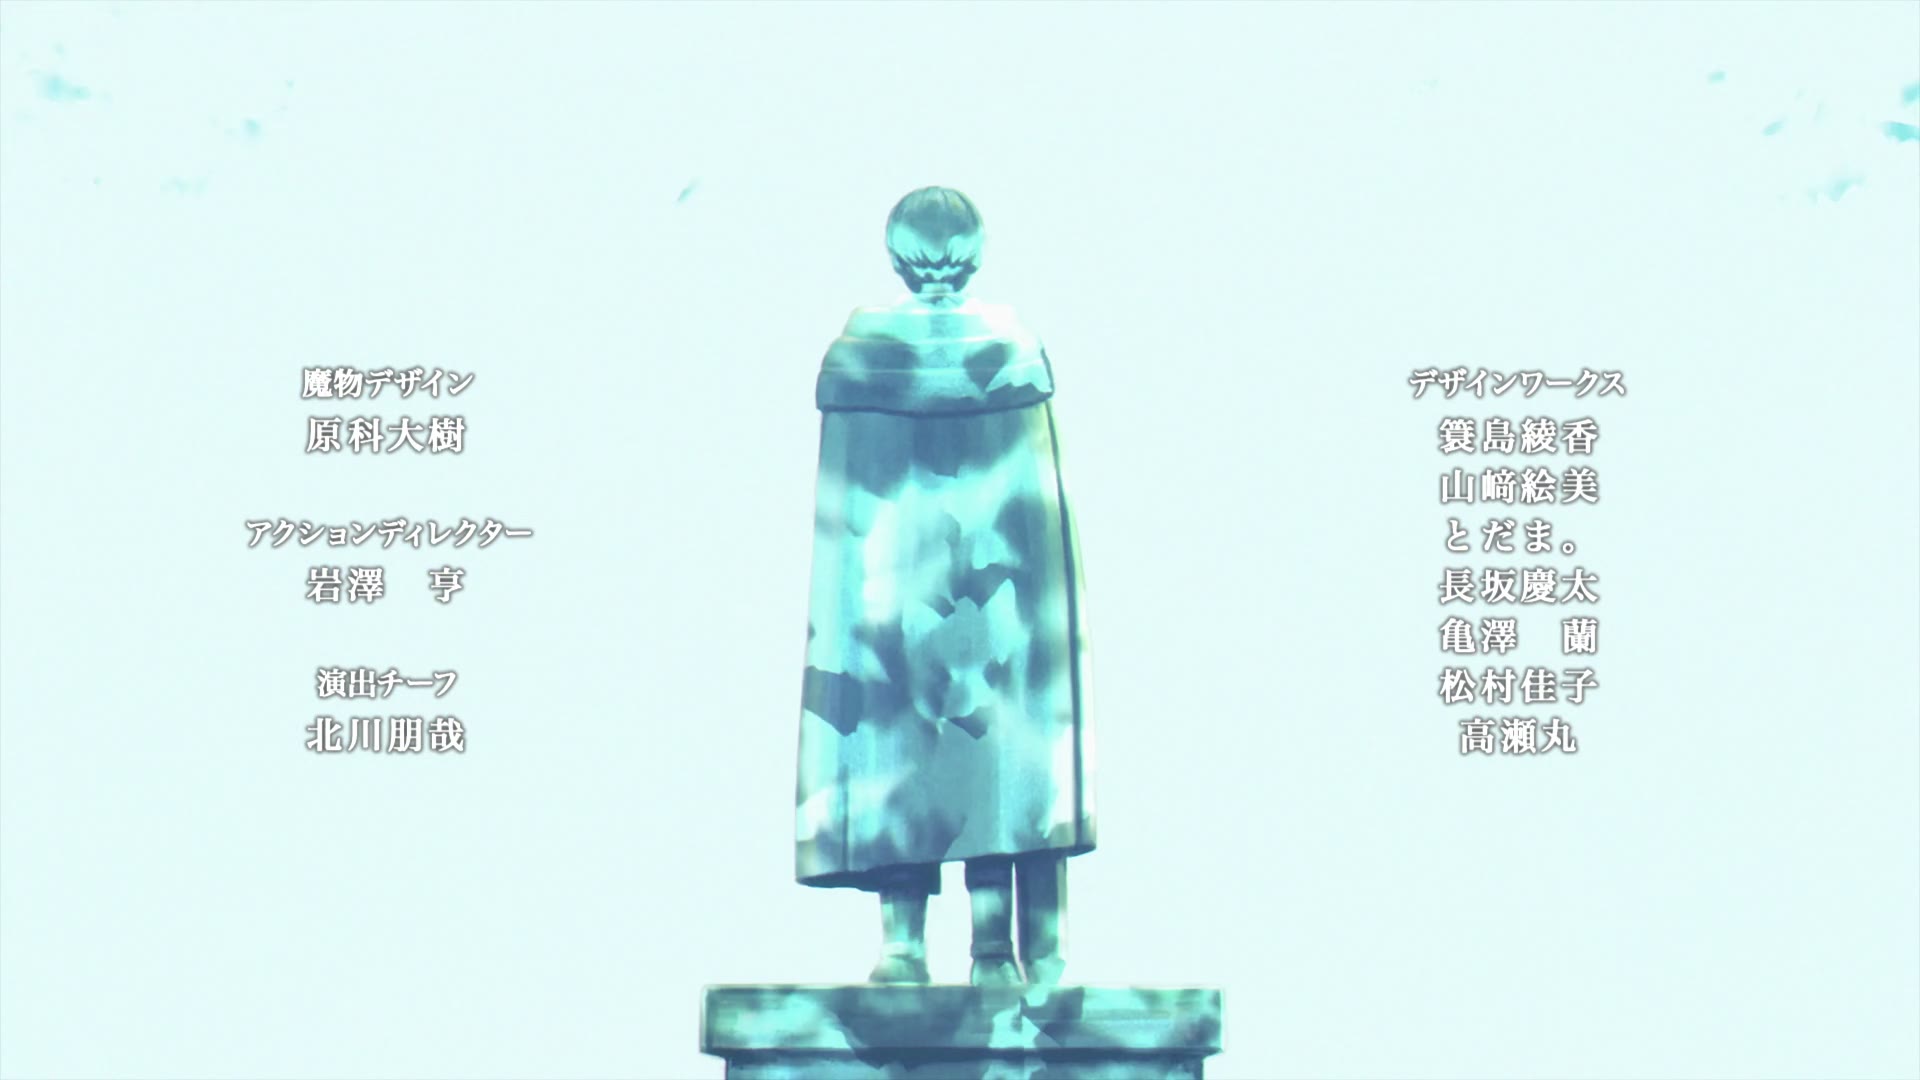 魔物デザイン
原科大樹
アクションディレクター
岩澤　亨
演出チーフ
北川朋哉
デザインワークス
簑島綾香
山﨑絵美
とだま。
長坂慶太
亀澤　蘭
松村佳子
高瀬丸